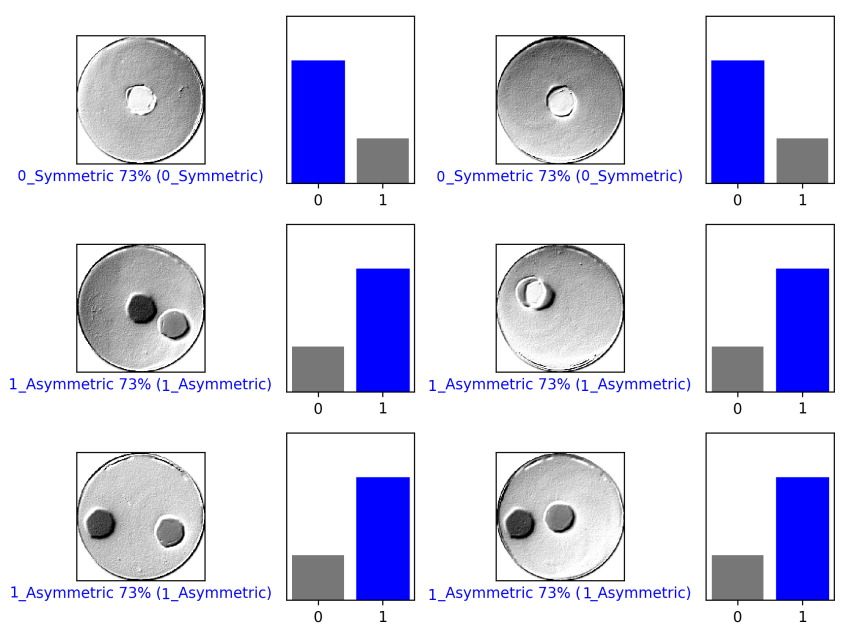 0 1 0 1
0_Symmetric 73% (0_Symmetric) 0_Symmetric 73% (0_Symmetric)
0 1 0 1
1_Asymmetric 73% (1_Asymmetric) 1_Asymmetric 73% (1_Asymmetric)
0 1 0 1
1_Asymmetric 73% (1_Asymmetric) 1_Asymmetric 73% (1_Asymmetric)